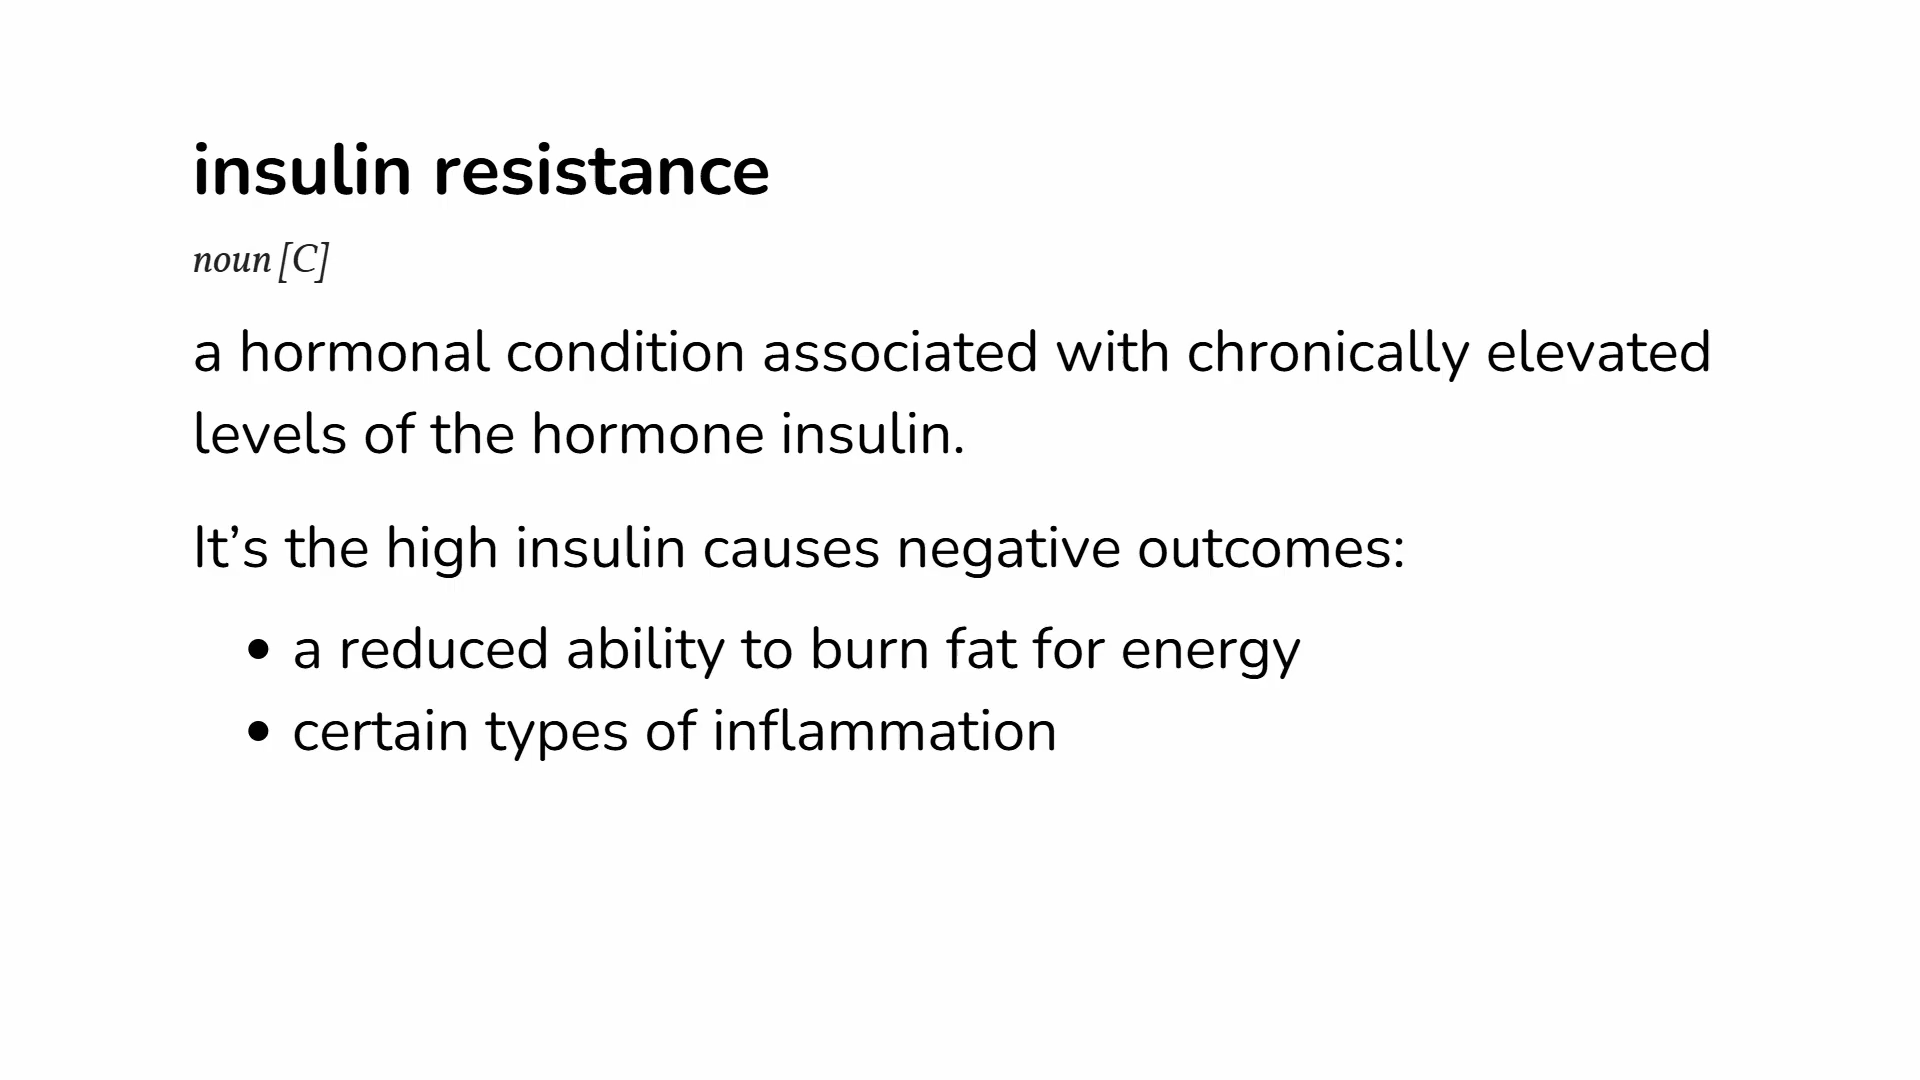 insulin resistance
noun [C]
a hormonal condition associated with chronically elevated
levels of the hormone insulin.
It’s the high insulin causes negative outcomes:
• a reduced ability to burn fat for energy
• certain types of inflammation